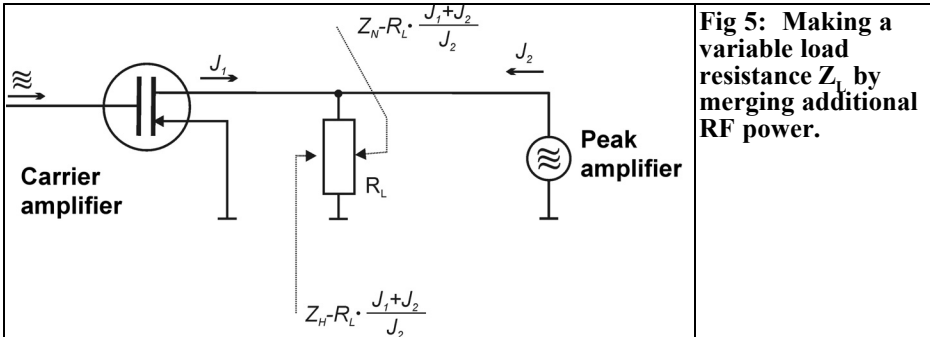 Z_N-R_L· J_1+J_2
J_2
J_1
J_2
≋
Carrier
amplifier
R_L
≋
Peak
amplifier
Z_H-R_L· J_1+J_2
J_2
Fig 5: Making a
variable load
resistance Z_L by
merging additional
RF power.